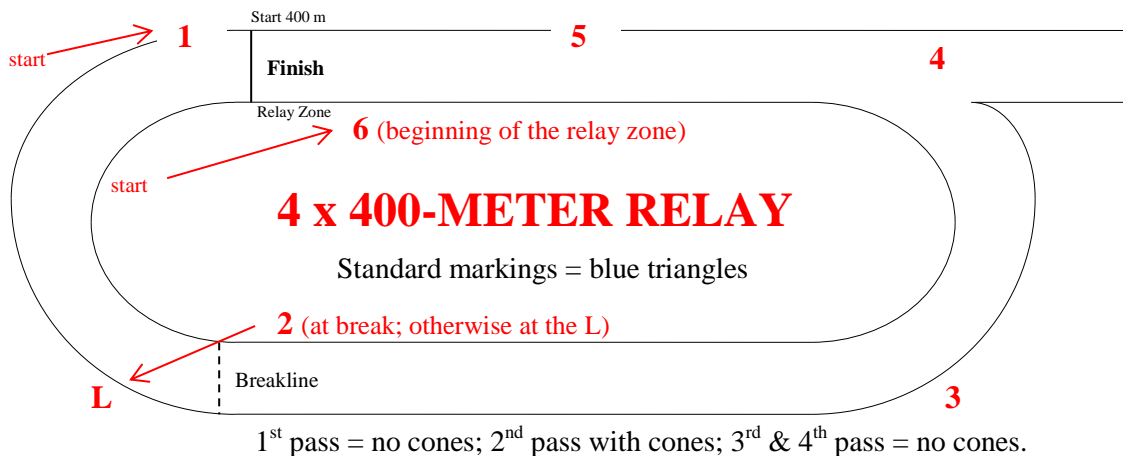 Start 400 m
1
5
4
start
Finish
Relay Zone
6 (beginning of the relay zone)
start
4 x 400-METER RELAY
Standard markings = blue triangles
2 (at break; otherwise at the L)
L
Breakline
3
1st pass = no cones; 2nd pass with cones; 3rd & 4th pass = no cones.